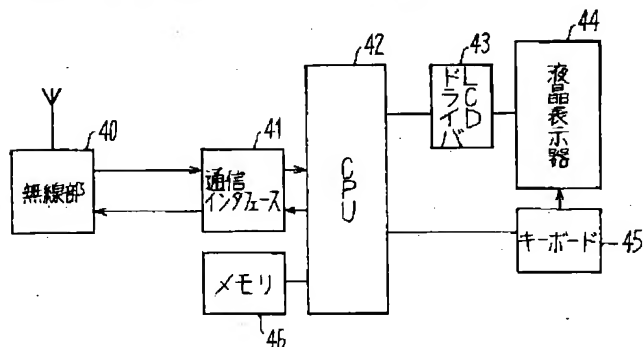 40
無線部
41
通信
インタフェース
42
CPU
43
LCD
ドライバ
44
液晶表示器
キーボード
45
メモリ
46